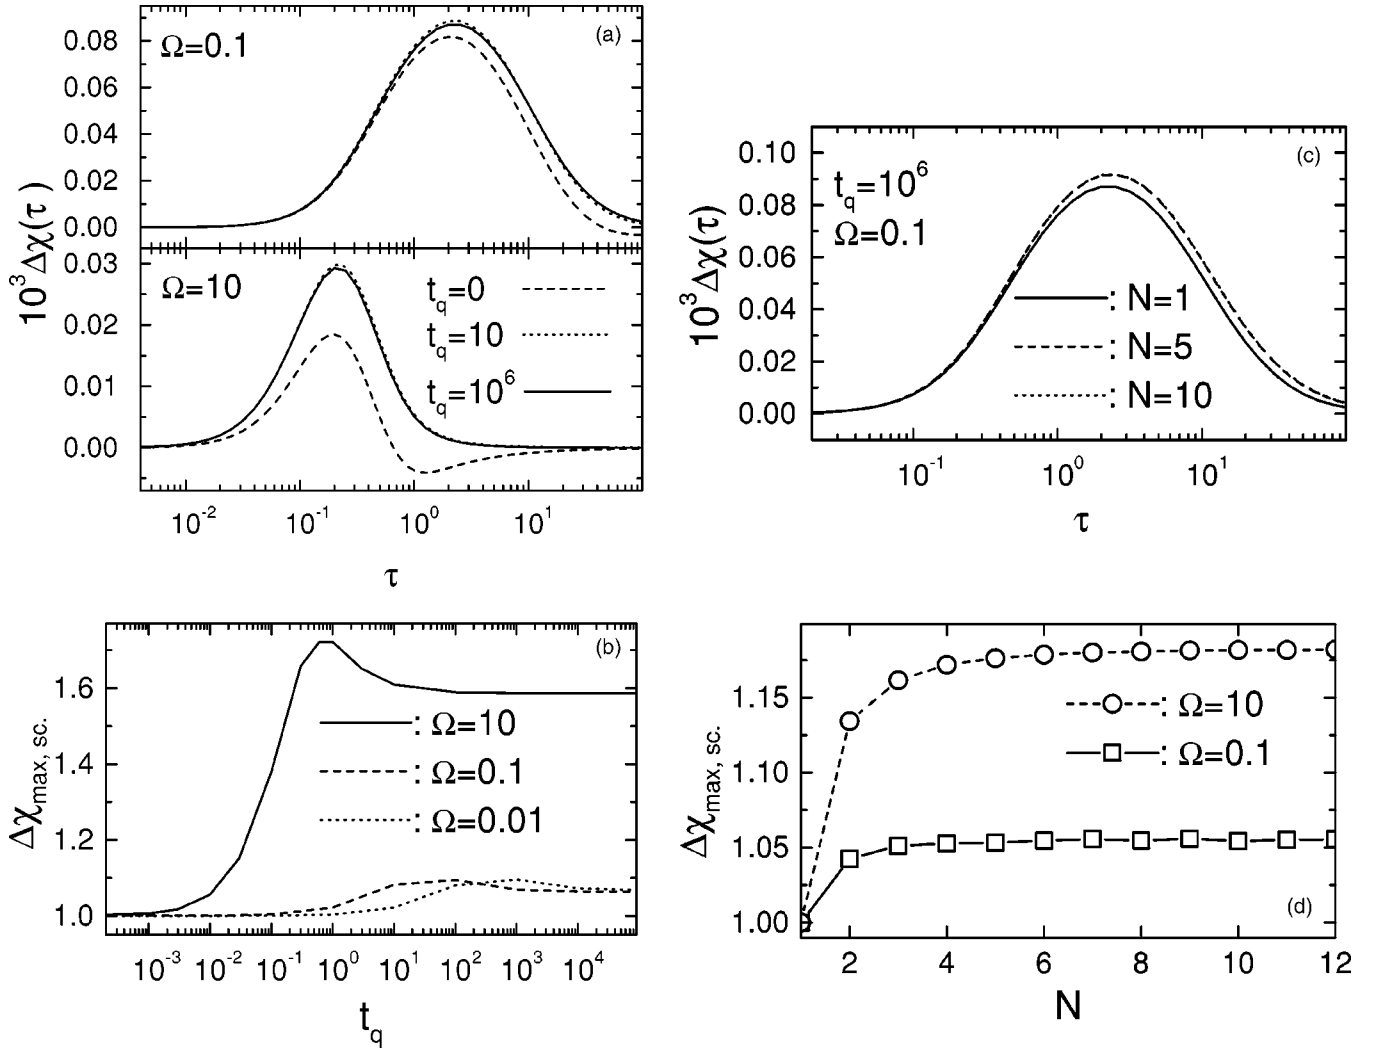 (a)
Ω=0.1
0.08
0.06
0.04
0.02
0.00
10³Δχ(τ)
Ω=10
0.03
0.02
0.01
0.00
t_q=0
t_q=10
t_q=10⁶
10⁻² 10⁻¹ 10⁰ 10¹
τ
(c)
t_q=10⁶
Ω=0.1
0.10
0.08
0.06
0.04
0.02
0.00
10³Δχ(τ)
: N=1
: N=5
: N=10
10⁻¹ 10⁰ 10¹
τ
(b)
1.6
1.4
1.2
1.0
Δχ_max, sc.
: Ω=10
: Ω=0.1
: Ω=0.01
10⁻³ 10⁻² 10⁻¹ 10⁰ 10¹ 10² 10³ 10⁴
t_q
1.15
1.10
1.05
1.00
Δχ_max, sc.
: Ω=10
: Ω=0.1
(d)
2 4 6 8 10 12
N